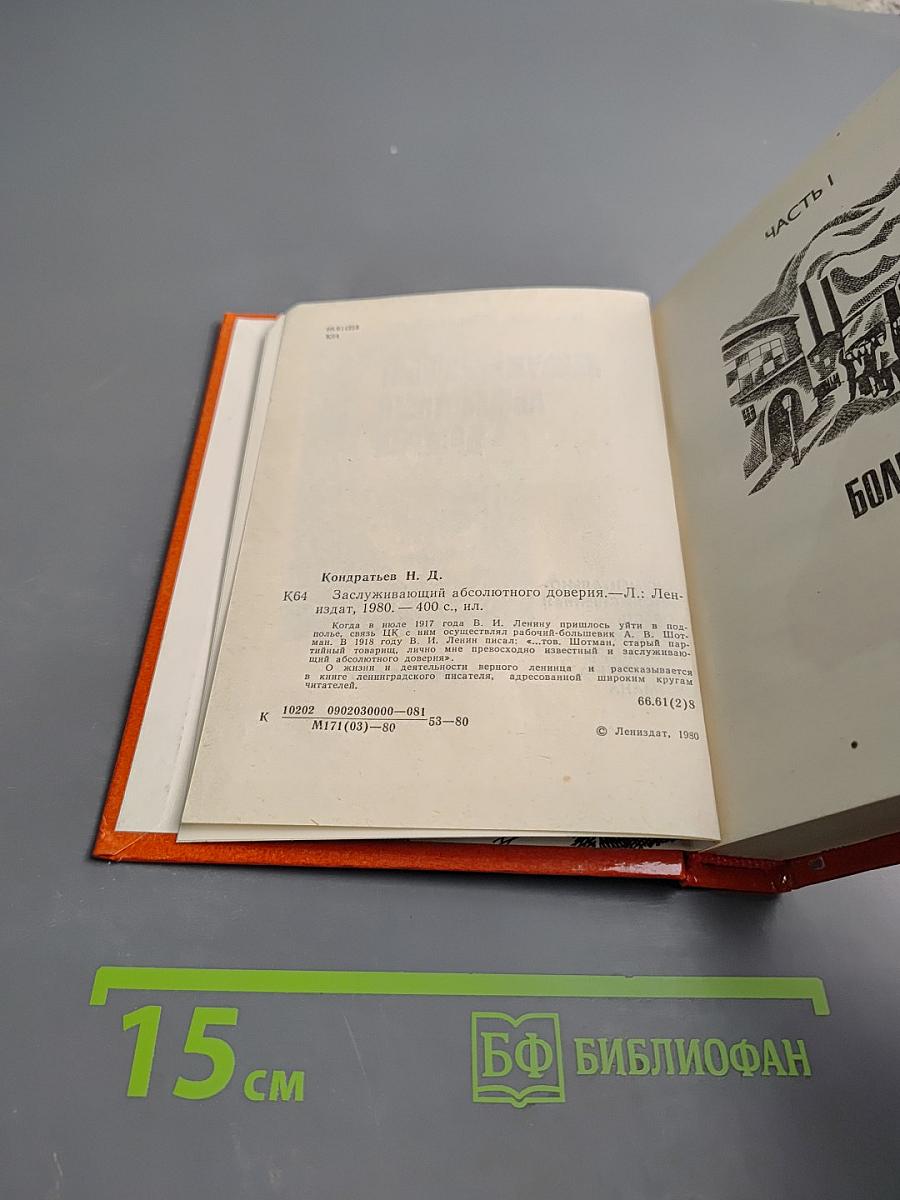 К64
Кондратьев Н. Д.
К64 Заслуживающий абсолютного доверия.—Л.: Лен-
издат, 1980. — 400 с., ил.
Когда в июле 1917 года В. И. Ленину пришлось уйти в под-
полье, связь ЦК с ним осуществлял рабочий-большевик А. В. Шот-
ман. В 1918 году В. И. Ленин писал: «...тов. Шотман, старый пар-
тийный товарищ, лично мне превосходно известный и заслуживаю-
щий абсолютного доверия».
О жизни и деятельности верного ленинца и рассказывается
в книге ленинградского писателя, адресованной широким кругам
читателей.
66.61(2)8
К 10202 0902030000—081
М171(03)—80 53—80
© Лениздат, 1980
ЧАСТЬ I
БОЛ
15 см
БФ БИБЛИОФАН